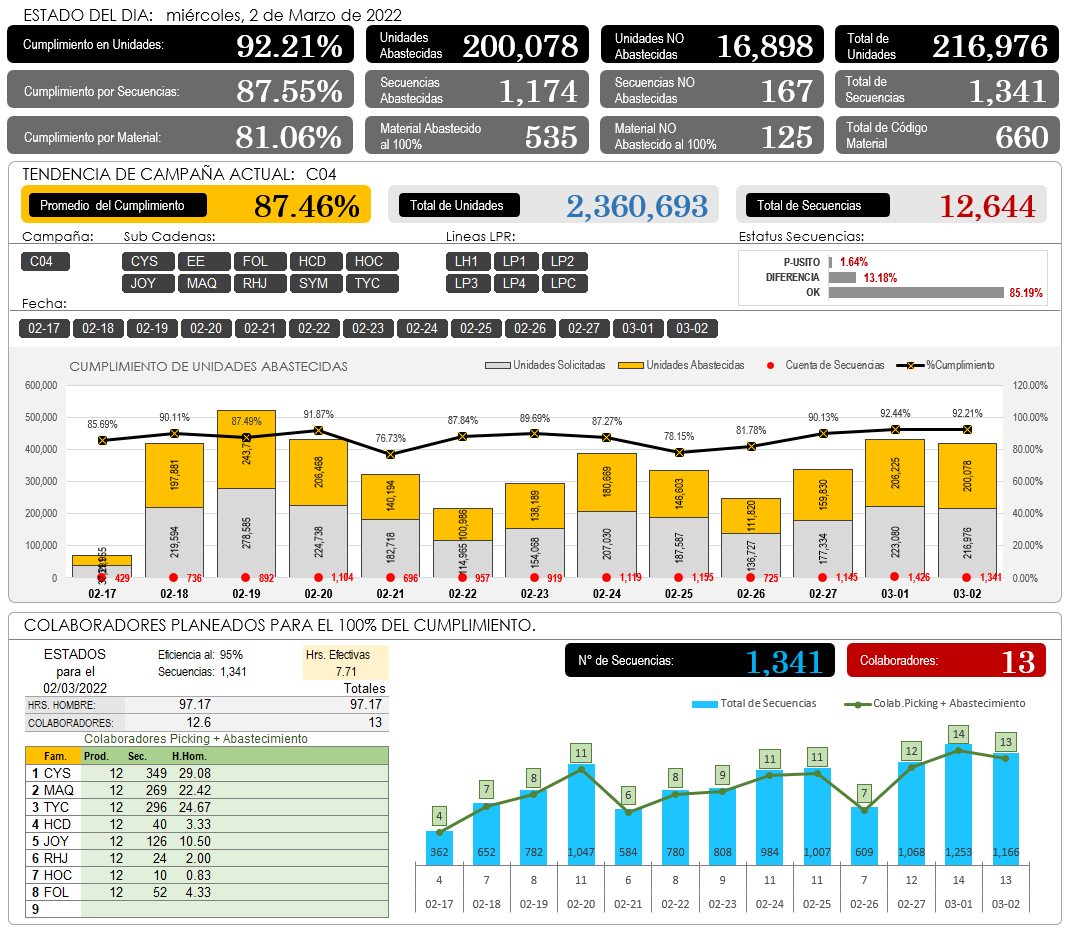 ESTADO DEL DIA: miércoles, 2 de Marzo de 2022
Cumplimiento en Unidades: 92.21%
Unidades Abastecidas 200,078
Unidades NO Abastecidas 16,898
Total de Unidades 216,976
Cumplimiento por Secuencias: 87.55%
Secuencias Abastecidas 1,174
Secuencias NO Abastecidas 167
Total de Secuencias 1,341
Cumplimiento por Material: 81.06%
Material Abastecido al 100% 535
Material NO Abastecido al 100% 125
Total de Código Material 660
TENDENCIA DE CAMPAÑA ACTUAL: C04
Promedio del Cumplimiento 87.46%
Total de Unidades 2,360,693
Total de Secuencias 12,644
Campaña:
C04
Sub Cadenas:
CYS EE FOL HCD HOC
JOY MAQ RHJ SYM TYC
Lineas LPR:
LH1 LP1 LP2
LP3 LP4 LPC
Estatus Secuencias:
P-USITO 1.64%
DIFERENCIA 13.18%
OK 85.19%
Fecha:
02-17 02-18 02-19 02-20 02-21 02-22 02-23 02-24 02-25 02-26 02-27 03-01 03-02
CUMPLIMIENTO DE UNIDADES ABASTECIDAS
Unidades Solicitadas Unidades Abastecidas Cuenta de Secuencias %Cumplimiento
600,000
500,000
400,000
300,000
200,000
100,000
0
120.00%
100.00%
80.00%
60.00%
40.00%
20.00%
0.00%
85.69% 90.11% 87.49% 91.87% 76.73% 87.84% 89.69% 87.27% 78.15% 81.78% 90.13% 92.44% 92.21%
197,881 206,468 140,194 100,986 138,189 180,669 146,603 111,820 159,830 206,225 200,078
219,594 278,585 224,738 182,718 114,965 154,068 207,030 187,587 136,727 177,334 223,080 216,976
429 736 892 1,104 696 957 919 1,119 1,155 725 1,145 1,426 1,341
02-17 02-18 02-19 02-20 02-21 02-22 02-23 02-24 02-25 02-26 02-27 03-01 03-02
COLABORADORES PLANEADOS PARA EL 100% DEL CUMPLIMIENTO.
ESTADOS
para el
02/03/2022
Eficiencia al: 95%
Secuencias: 1,341
Hrs. Efectivas
7.71
Totales
HRS. HOMBRE: 97.17 97.17
COLABORADORES: 12.6 13
Colaboradores Picking + Abastecimiento
Fam. Prod. Sec. H.Hom.
1 CYS 12 349 29.08
2 MAQ 12 269 22.42
3 TYC 12 296 24.67
4 HCD 12 40 3.33
5 JOY 12 126 10.50
6 RHJ 12 24 2.00
7 HOC 12 10 0.83
8 FOL 12 52 4.33
9
N° de Secuencias: 1,341
Colaboradores: 13
Total de Secuencias Colab.Picking + Abastecimiento
4 7 8 11 6 8 9 11 11 7 12 14 13
362 652 782 1,047 584 780 808 984 1,007 609 1,068 1,253 1,166
4 7 8 11 6 8 9 11 11 7 12 14 13
02-17 02-18 02-19 02-20 02-21 02-22 02-23 02-24 02-25 02-26 02-27 03-01 03-02